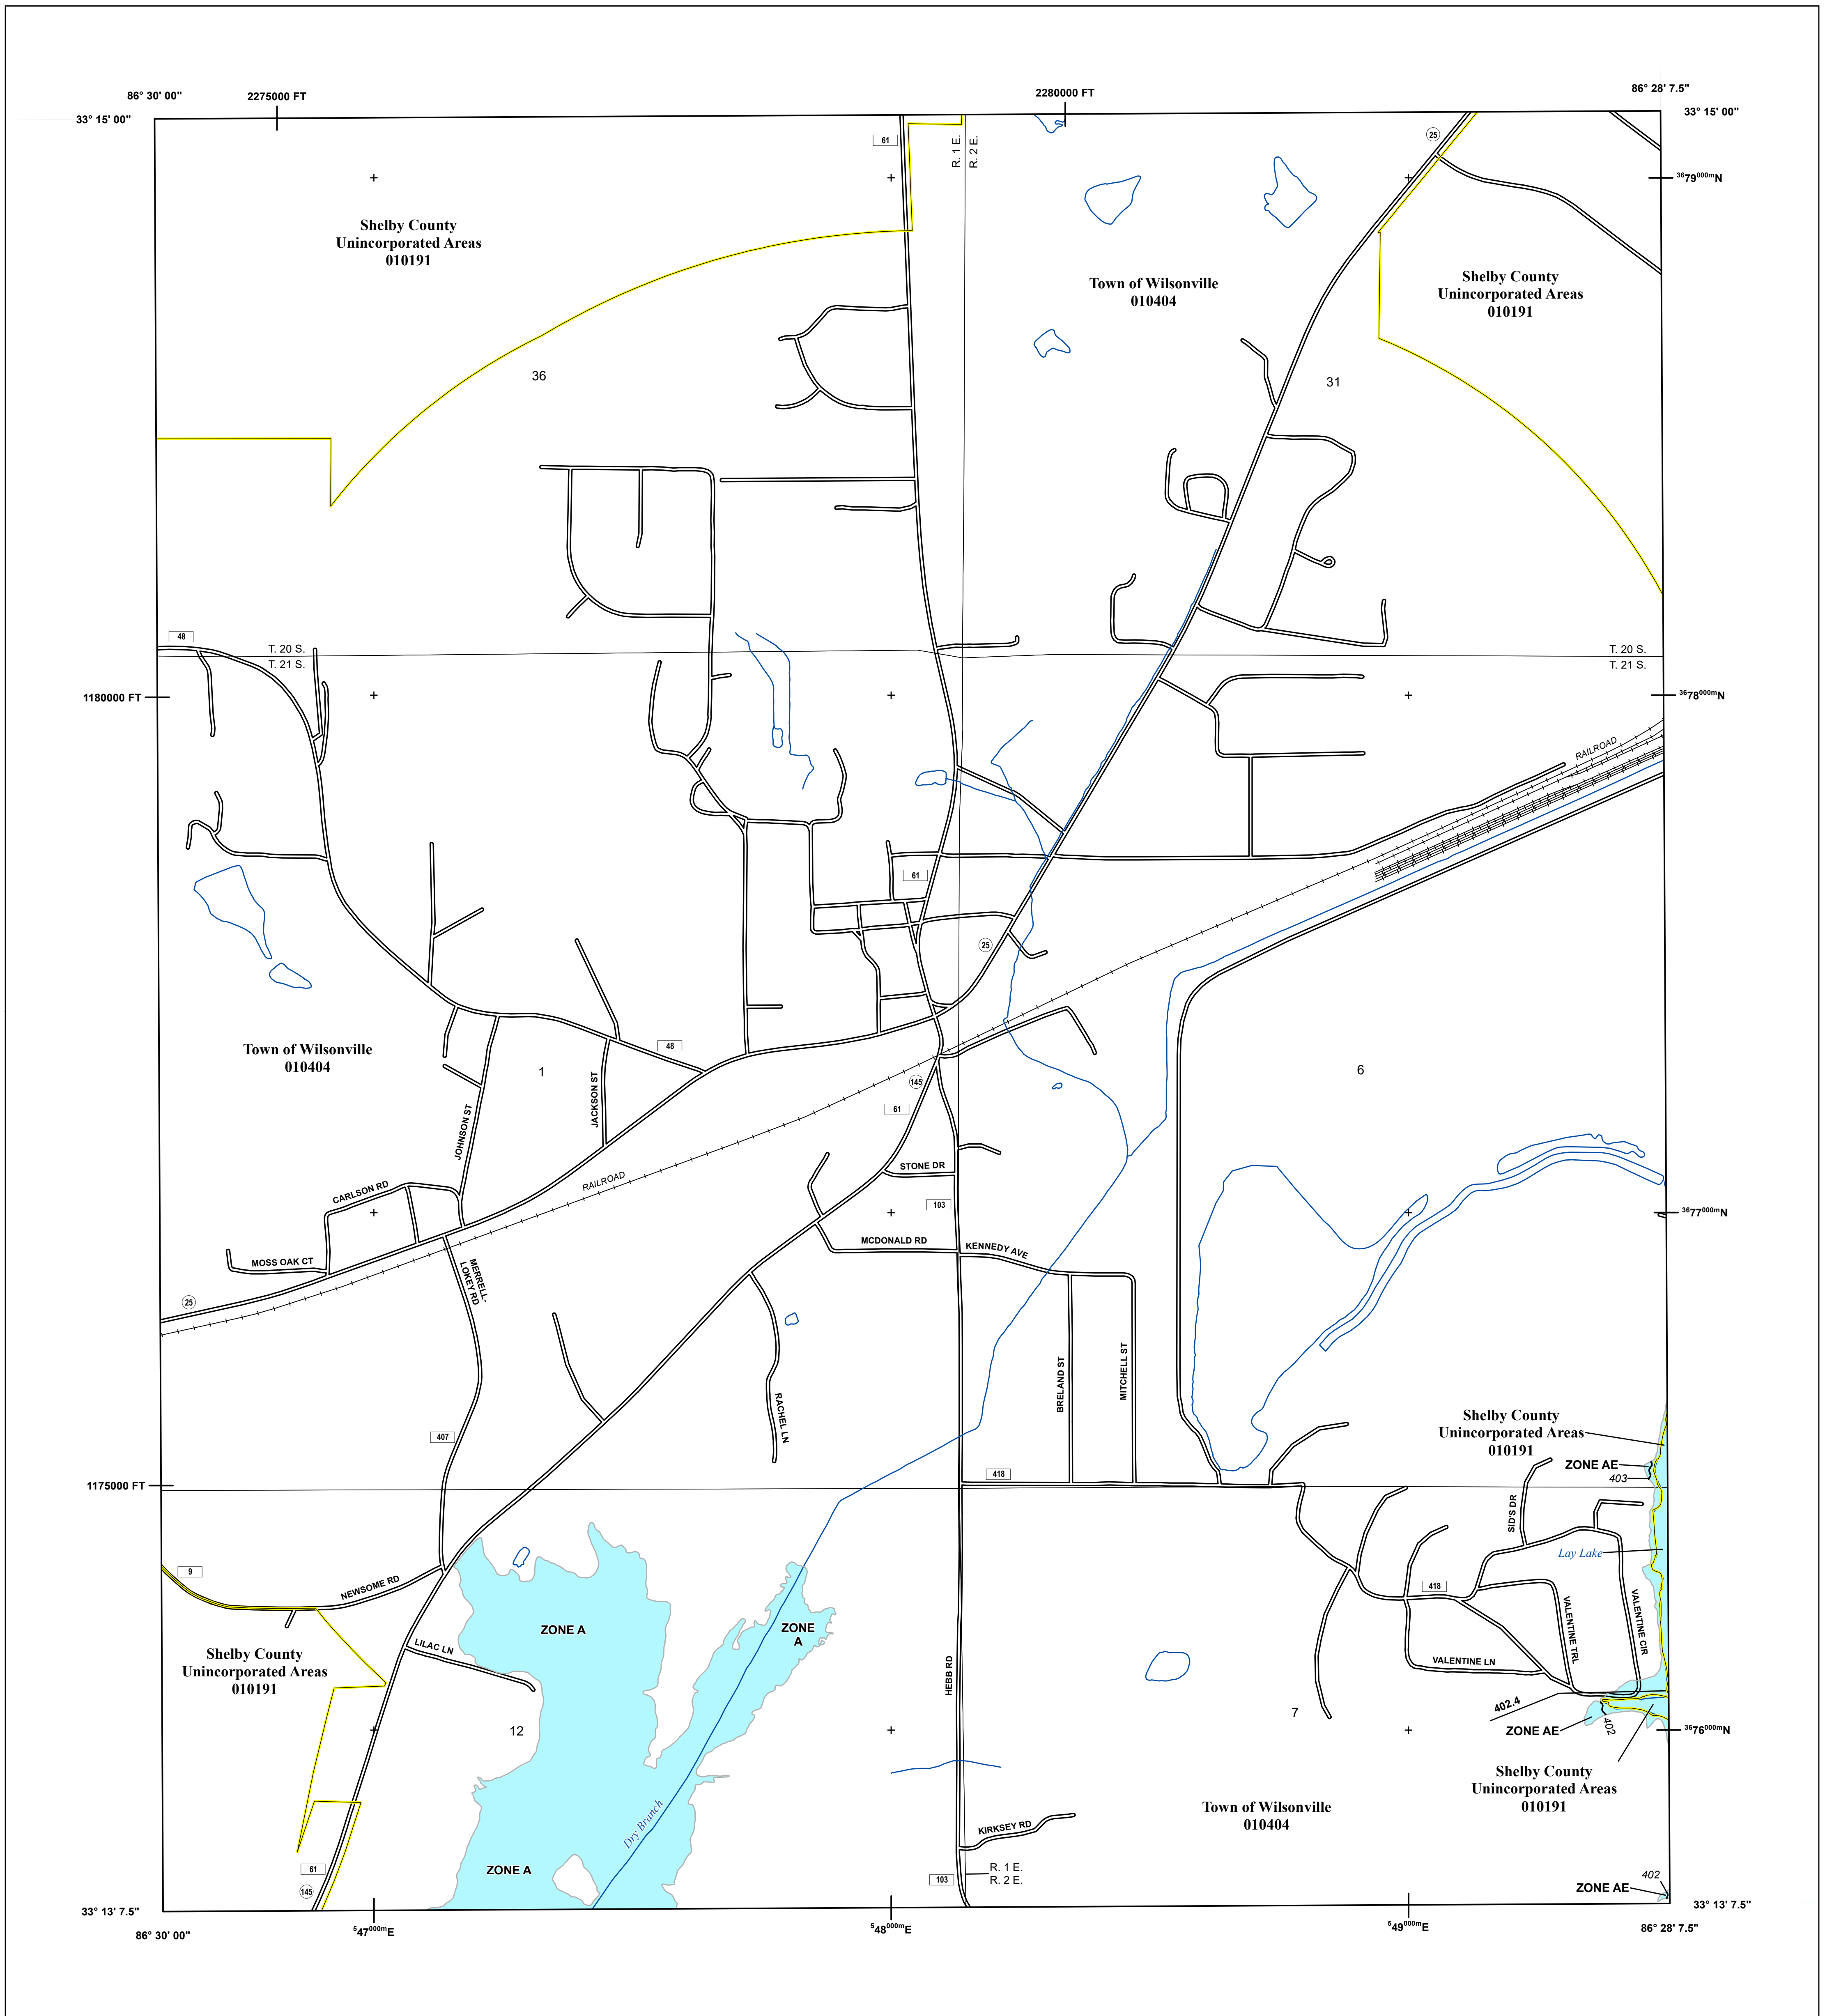 86° 30' 00"
2275000 FT
2280000 FT
86° 28' 7.5"
33° 15' 00"
33° 15' 00"
61
R. 1 E.
R. 2 E.
25
3679000mN
Shelby County
Unincorporated Areas
010191
Town of Wilsonville
010404
Shelby County
Unincorporated Areas
010191
36
31
48
T. 20 S.
T. 21 S.
T. 20 S.
T. 21 S.
1180000 FT
3678000mN
RAILROAD
61
25
Town of Wilsonville
010404
48
1
6
JACKSON ST
145
61
JOHNSON ST
STONE DR
RAILROAD
CARLSON RD
103
3677000mN
MCDONALD RD
KENNEDY AVE
MOSS OAK CT
MERRELL-
LOKEY RD
25
BRELAND ST
MITCHELL ST
RACHEL LN
407
Shelby County
Unincorporated Areas
010191
ZONE AE
403
418
1175000 FT
SID'S DR
Lay Lake
9
NEWSOME RD
418
VALENTINE TRL
VALENTINE CIR
ZONE A
ZONE
A
LILAC LN
Shelby County
Unincorporated Areas
010191
HEBB RD
VALENTINE LN
402.4
402
12
7
ZONE AE
3676000mN
Shelby County
Unincorporated Areas
010191
Town of Wilsonville
010404
Dry Branch
KIRKSEY RD
61
ZONE A
R. 1 E.
R. 2 E.
103
145
402
ZONE AE
33° 13' 7.5"
33° 13' 7.5"
86° 30' 00"
547000mE
548000mE
549000mE
86° 28' 7.5"